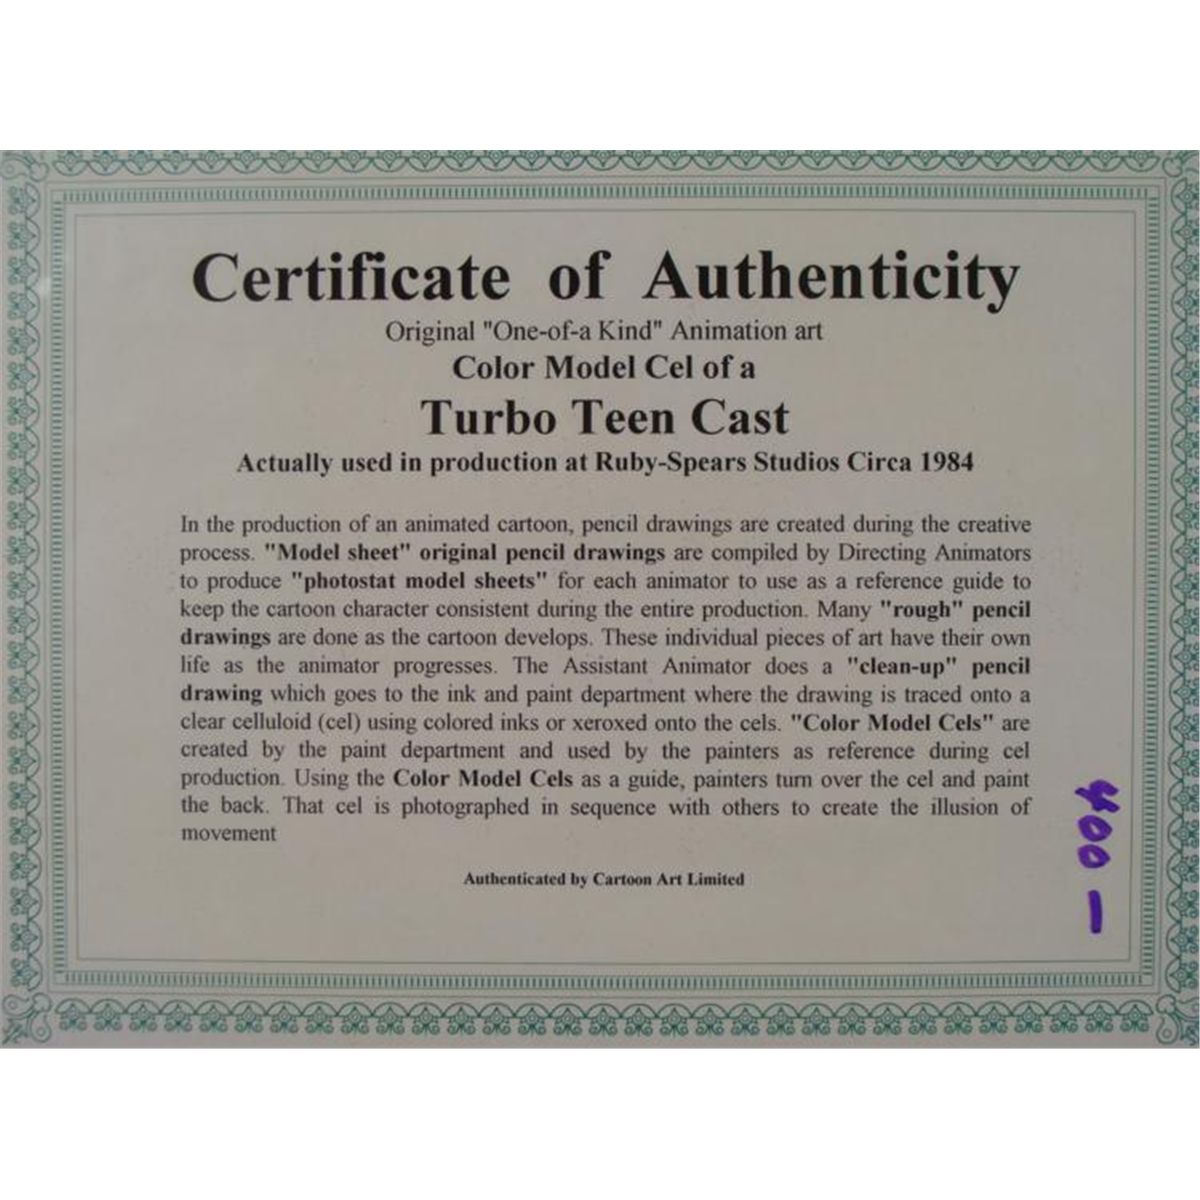 Certificate of Authenticity
Original "One-of-a Kind" Animation art
Color Model Cel of a
Turbo Teen Cast
Actually used in production at Ruby-Spears Studios Circa 1984
In the production of an animated cartoon, pencil drawings are created during the creative
process. "Model sheet" original pencil drawings are compiled by Directing Animators
to produce "photostat model sheets" for each animator to use as a reference guide to
keep the cartoon character consistent during the entire production. Many "rough" pencil
drawings are done as the cartoon develops. These individual pieces of art have their own
life as the animator progresses. The Assistant Animator does a "clean-up" pencil
drawing which goes to the ink and paint department where the drawing is traced onto a
clear celluloid (cel) using colored inks or xeroxed onto the cels. "Color Model Cels" are
created by the paint department and used by the painters as reference during cel
production. Using the Color Model Cels as a guide, painters turn over the cel and paint
the back. That cel is photographed in sequence with others to create the illusion of
movement
Authenticated by Cartoon Art Limited
400 –